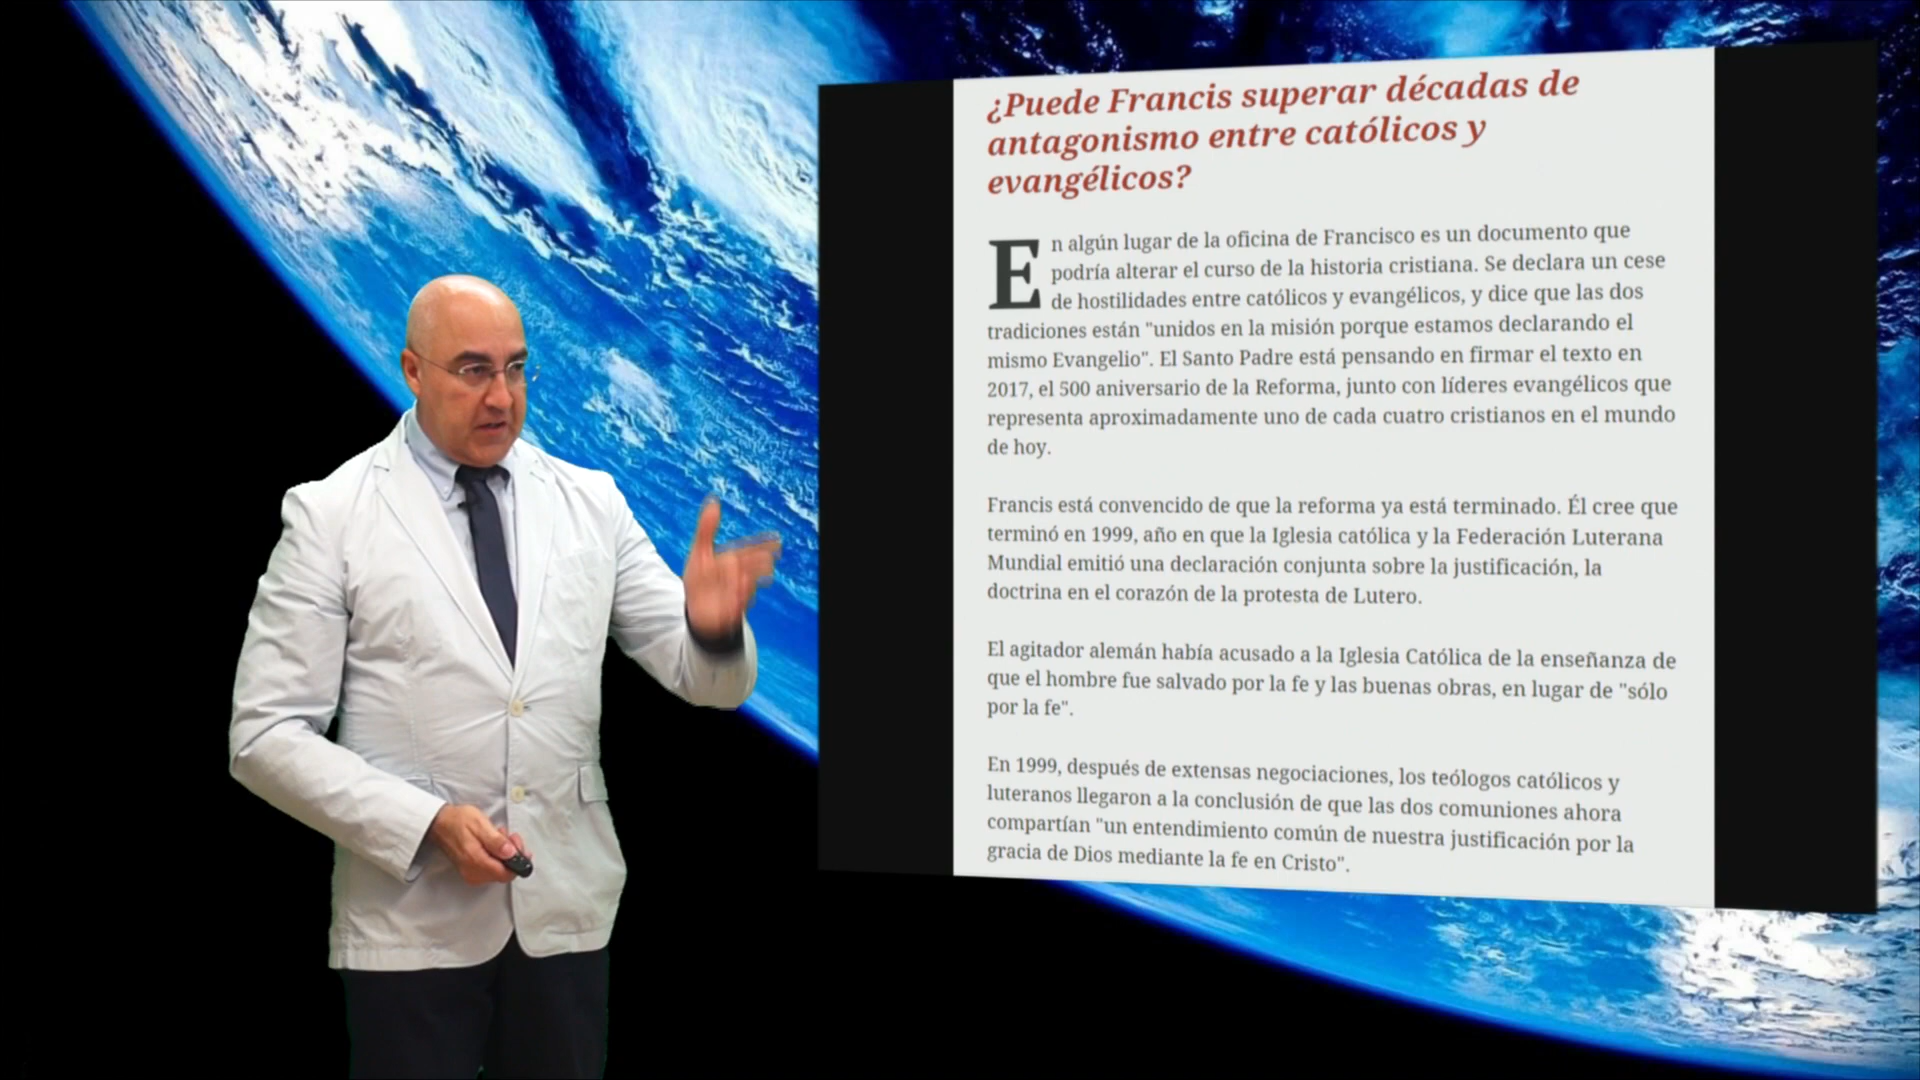 ¿Puede Francis superar décadas de
antagonismo entre católicos y
evangélicos?
En algún lugar de la oficina de Francisco es un documento que
podría alterar el curso de la historia cristiana. Se declara un cese
de hostilidades entre católicos y evangélicos, y dice que las dos
tradiciones están "unidos en la misión porque estamos declarando el
mismo Evangelio". El Santo Padre está pensando en firmar el texto en
2017, el 500 aniversario de la Reforma, junto con líderes evangélicos que
representa aproximadamente uno de cada cuatro cristianos en el mundo
de hoy.
Francis está convencido de que la reforma ya está terminado. Él cree que
terminó en 1999, año en que la Iglesia católica y la Federación Luterana
Mundial emitió una declaración conjunta sobre la justificación, la
doctrina en el corazón de la protesta de Lutero.
El agitador alemán había acusado a la Iglesia Católica de la enseñanza de
que el hombre fue salvado por la fe y las buenas obras, en lugar de "sólo
por la fe".
En 1999, después de extensas negociaciones, los teólogos católicos y
luteranos llegaron a la conclusión de que las dos comuniones ahora
compartían "un entendimiento común de nuestra justificación por la
gracia de Dios mediante la fe en Cristo".